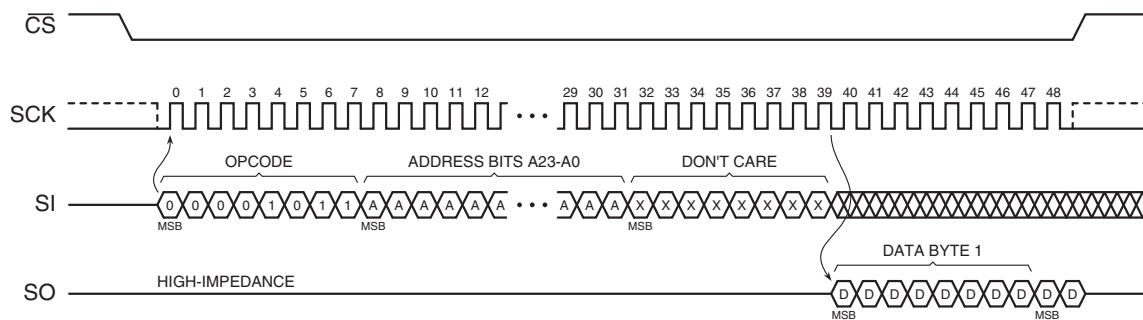 CS
SCK
0 1 2 3 4 5 6 7 8 9 10 11 12 29 30 31 32 33 34 35 36 37 38 39 40 41 42 43 44 45 46 47 48
OPCODE ADDRESS BITS A23-A0 DON'T CARE
SI
0 0 0 0 1 0 1 1 A A A A A A A A A X X X X X X X X
MSB MSB MSB
DATA BYTE 1
SO
HIGH-IMPEDANCE
D D D D D D D D D D
MSB MSB